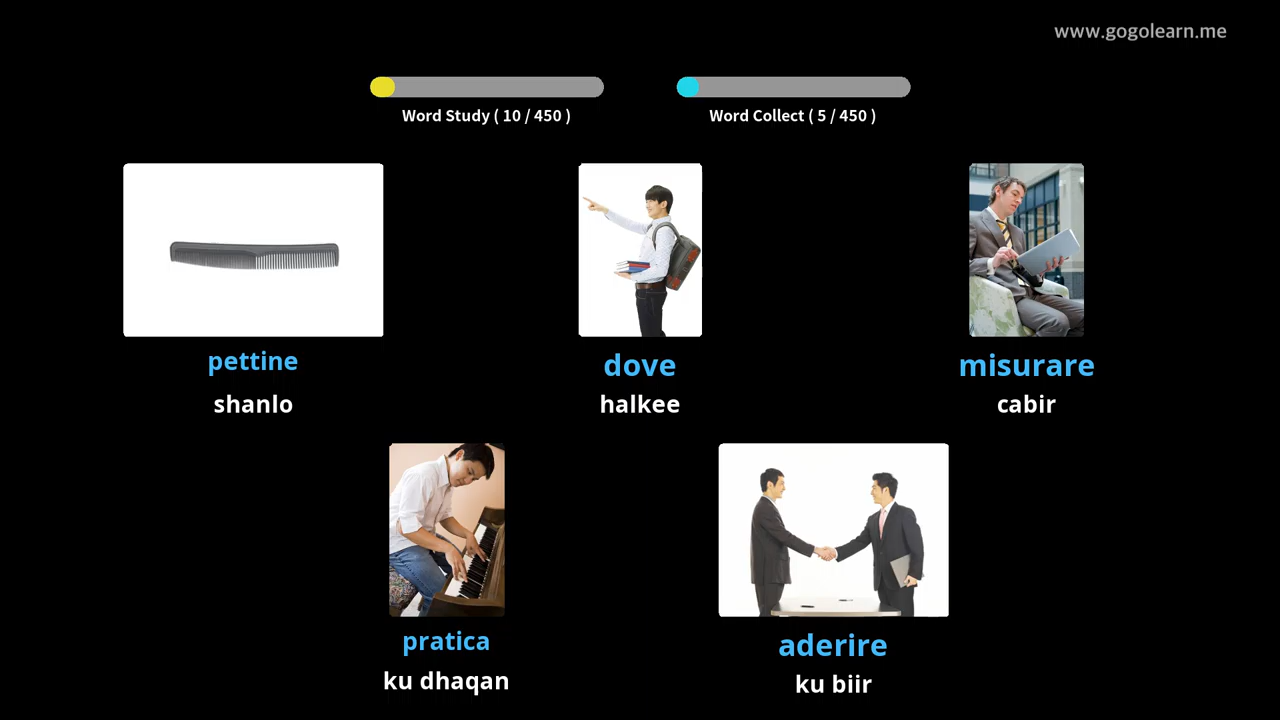 www.gogolearn.me
Word Study ( 10 / 450 )
Word Collect ( 5 / 450 )
pettine
shanlo
dove
halkee
misurare
cabir
pratica
ku dhaqan
aderire
ku biir